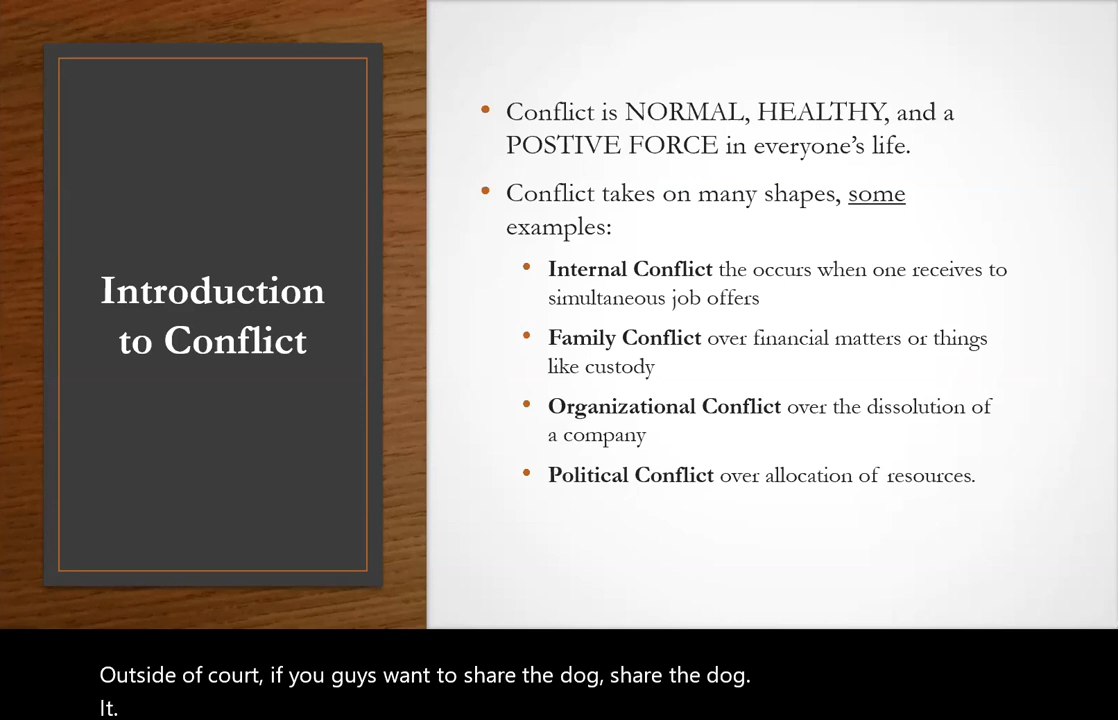 Introduction
to Conflict
• Conflict is NORMAL, HEALTHY, and a
POSTIVE FORCE in everyone’s life.
• Conflict takes on many shapes, some
examples:
• Internal Conflict the occurs when one receives to
simultaneous job offers
• Family Conflict over financial matters or things
like custody
• Organizational Conflict over the dissolution of
a company
• Political Conflict over allocation of resources.
Outside of court, if you guys want to share the dog, share the dog.
It.